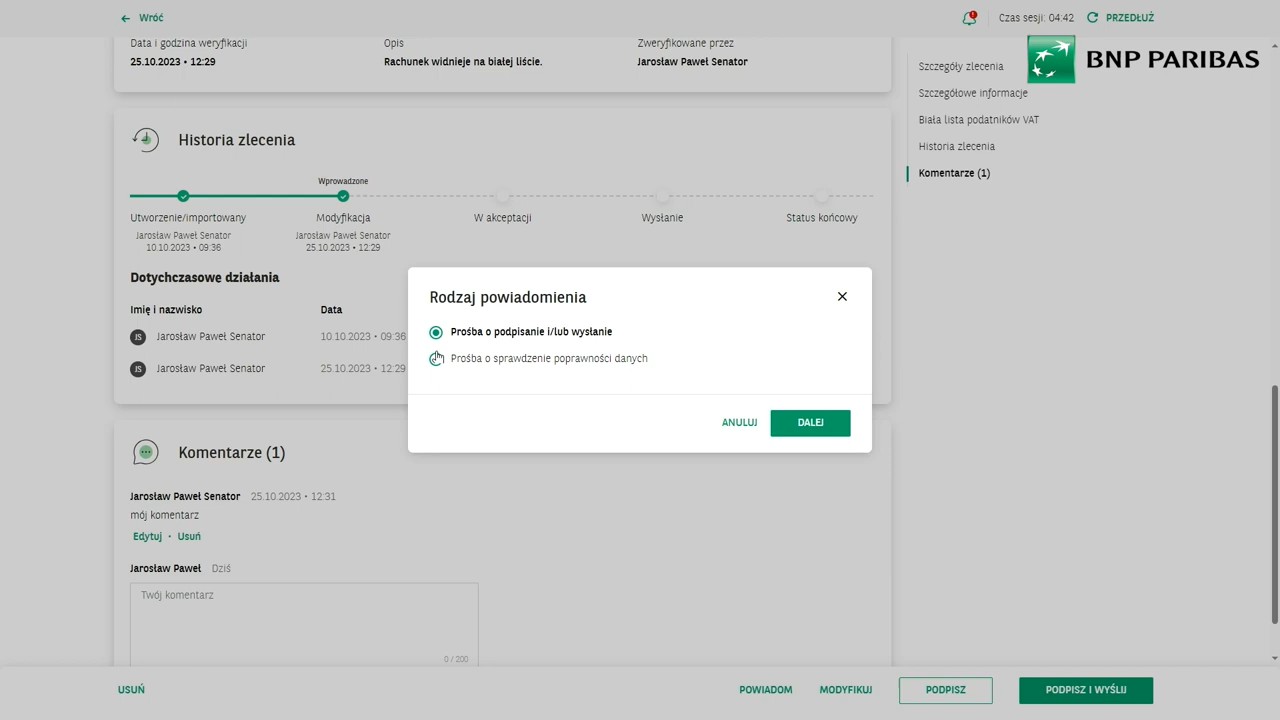 Wróć
Czas sesji: 04:42 PRZEDŁUŻ
BNP PARIBAS
Data i godzina weryfikacji Opis Zweryfikowane przez
25.10.2023 • 12:29 Rachunek widnieje na białej liście. Jarosław Paweł Senator
Szczegóły zlecenia
Szczegółowe informacje
Biała lista podatników VAT
Historia zlecenia
Komentarze (1)
Historia zlecenia
Wprowadzone
Utworzenie/importowany Modyfikacja W akceptacji Wysłanie Status końcowy
Jarosław Paweł Senator Jarosław Paweł Senator
10.10.2023 • 09:36 25.10.2023 • 12:29
Dotychczasowe działania
Imię i nazwisko Data
JS Jarosław Paweł Senator 10.10.2023 • 09:36
JS Jarosław Paweł Senator 25.10.2023 • 12:29
Rodzaj powiadomienia
Prośba o podpisanie i/lub wysłanie
Prośba o sprawdzenie poprawności danych
ANULUJ DALEJ
Komentarze (1)
Jarosław Paweł Senator 25.10.2023 • 12:31
mój komentarz
Edytuj • Usuń
Jarosław Paweł Dziś
Twój komentarz
0 / 200
USUŃ POWIADOM MODYFIKUJ PODPISZ PODPISZ I WYŚLIJ